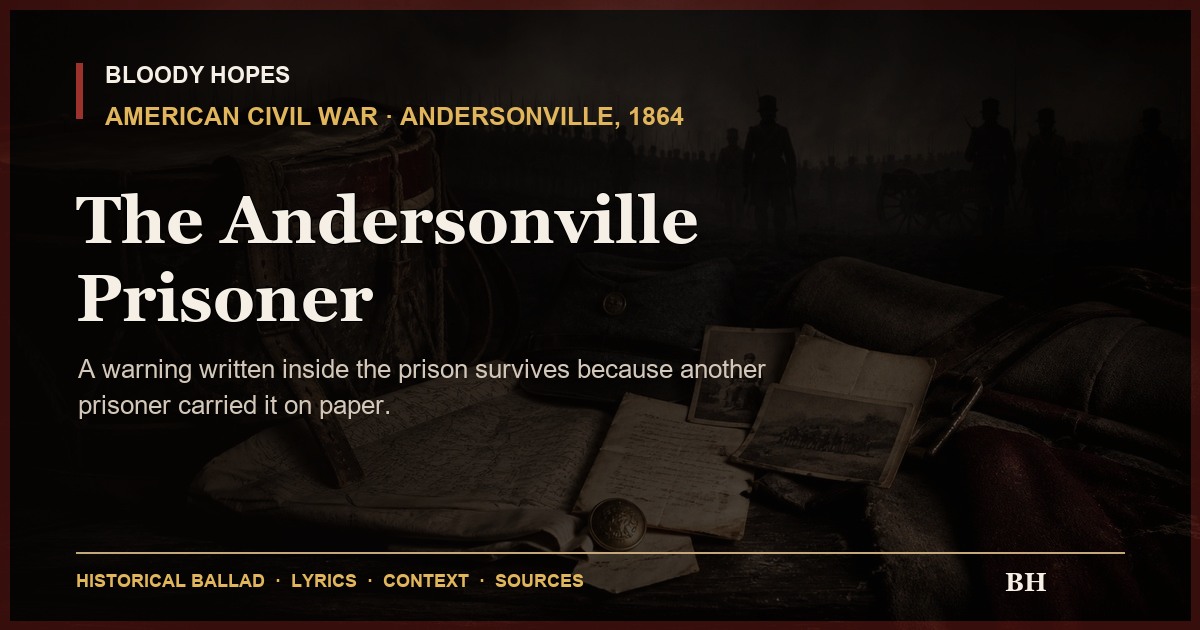 BLOODY HOPES
AMERICAN CIVIL WAR · ANDERSONVILLE, 1864
The Andersonville
Prisoner
A warning written inside the prison survives because another
prisoner carried it on paper.
HISTORICAL BALLAD · LYRICS · CONTEXT · SOURCES
BH